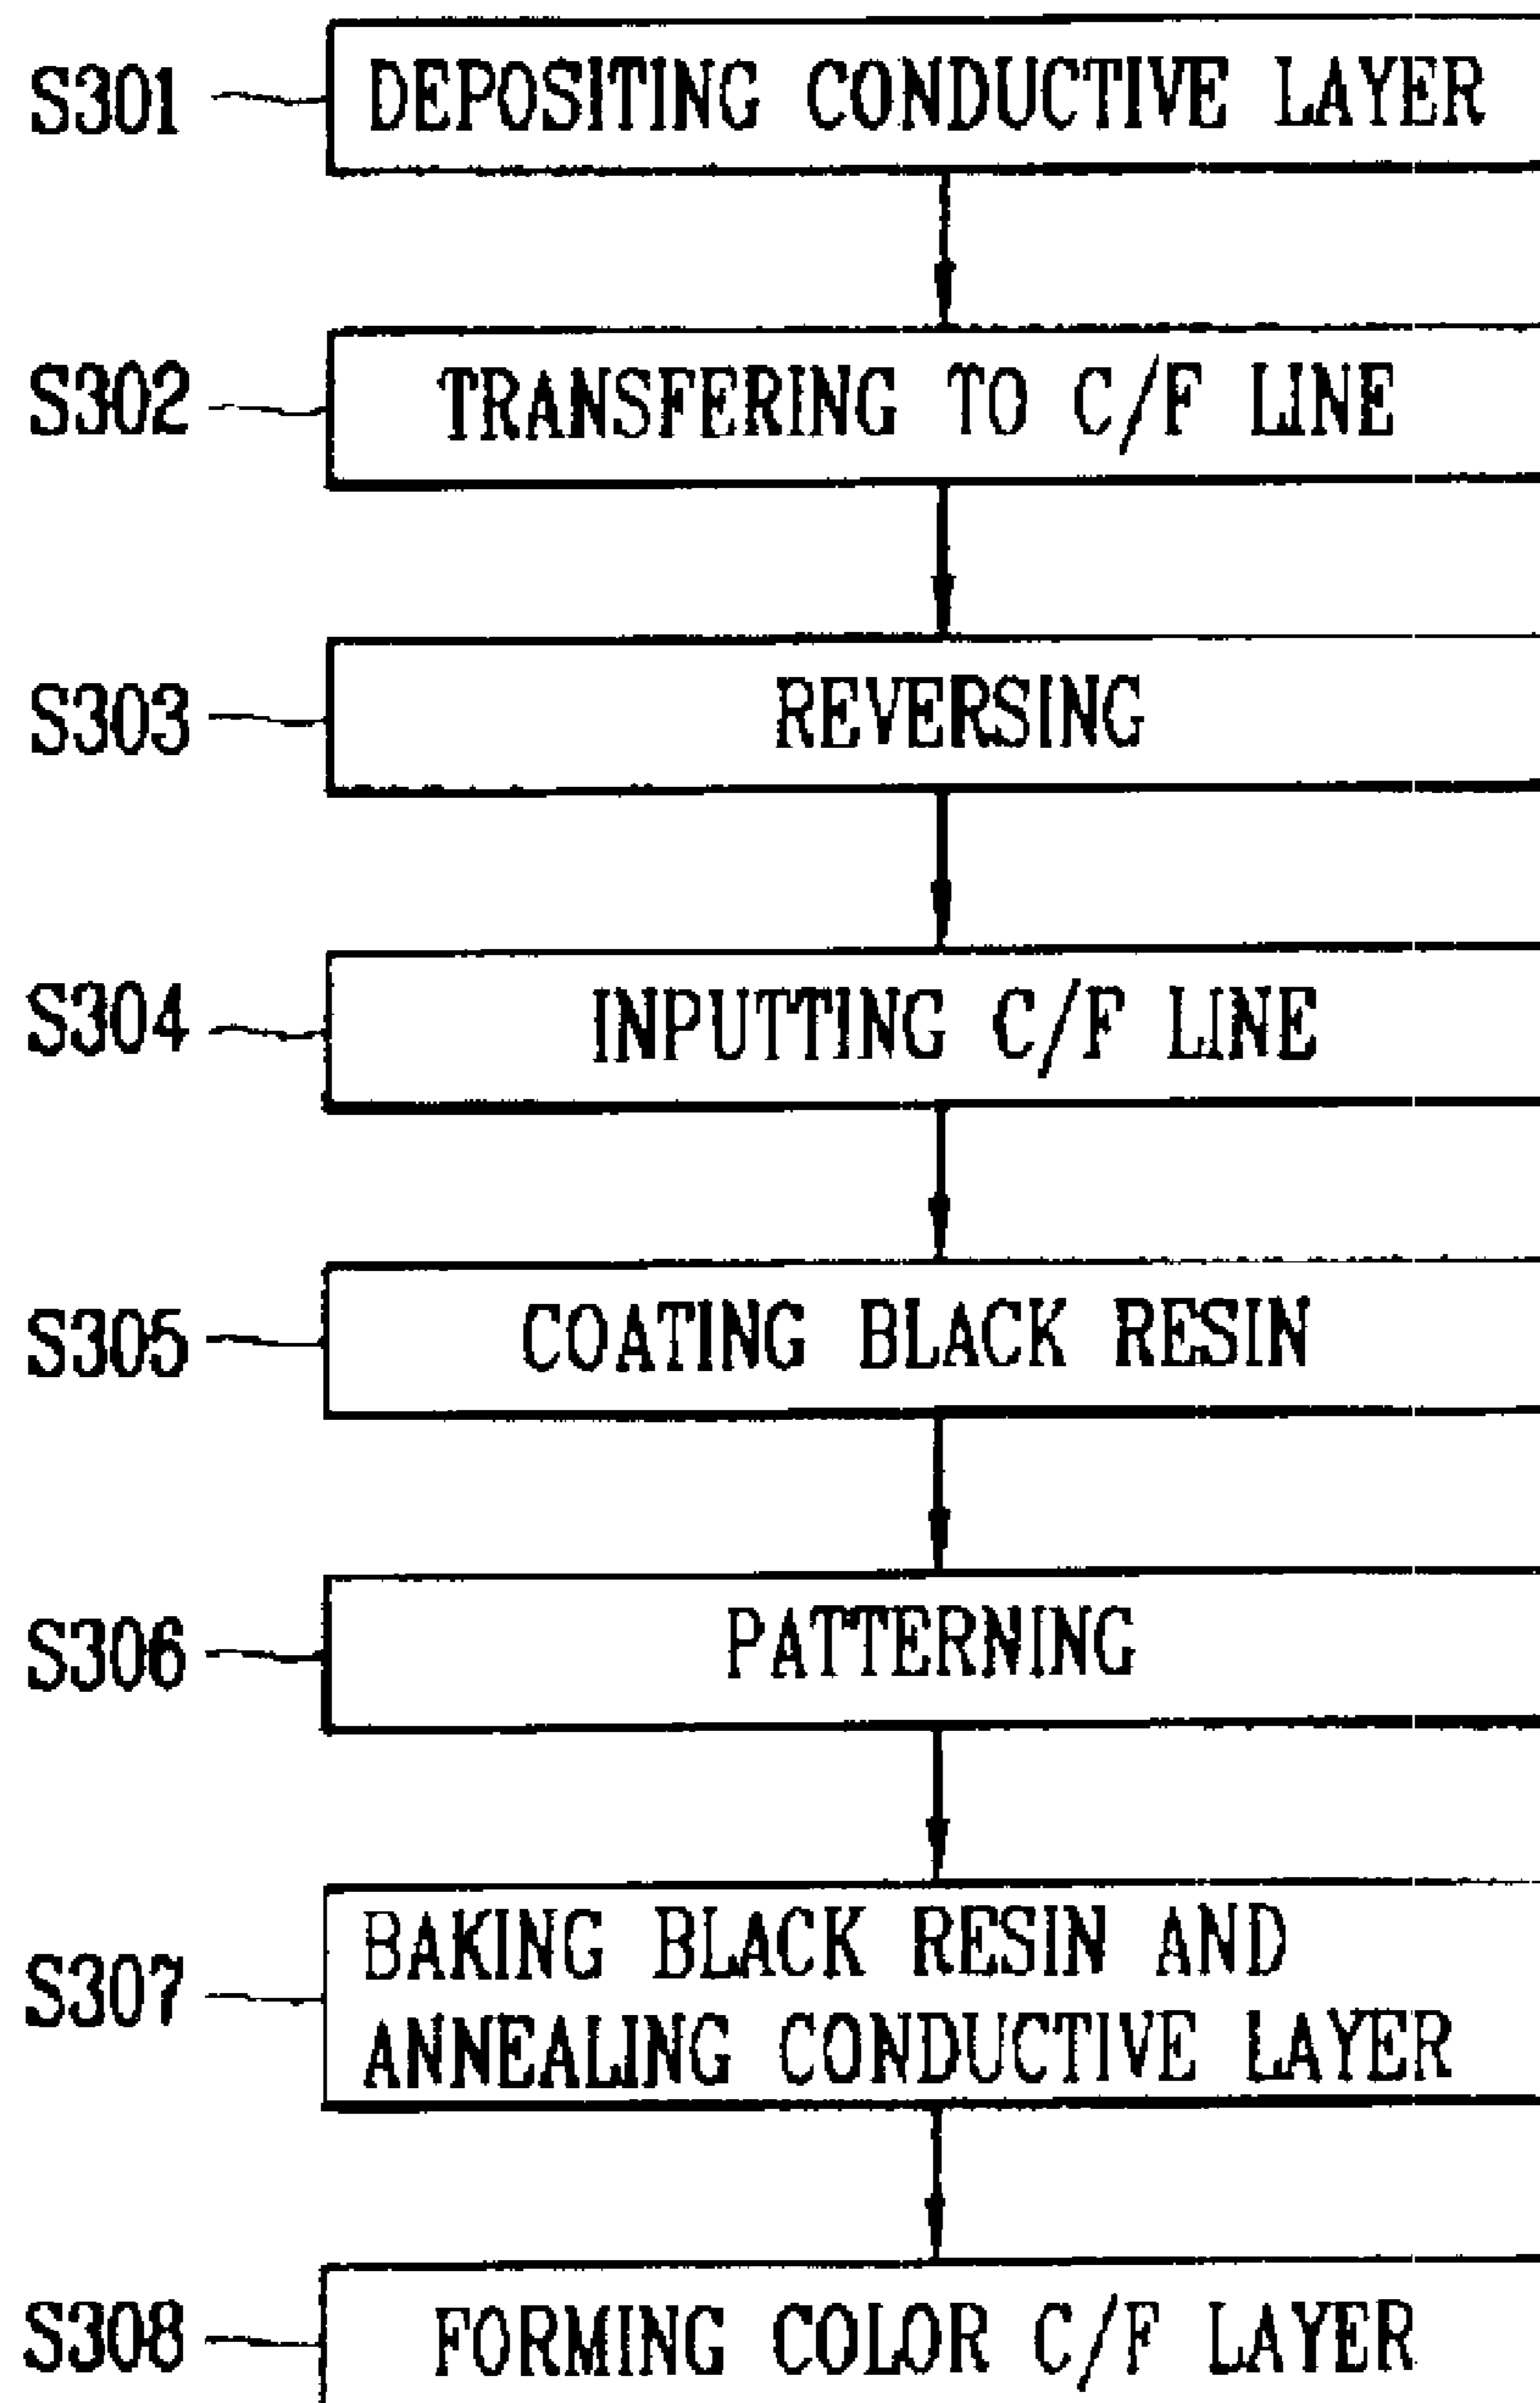 S301 DEPOSITING CONDUCTIVE LAYER
S302 TRANSFERING TO C/F LINE
S303 REVERSING
S304 INPUTTING C/F LINE
S305 COATING BLACK RESIN
S306 PATTERNING
S307 BAKING BLACK RESIN AND
ANNEALING CONDUCTIVE LAYER
S308 FORMING COLOR C/F LAYER